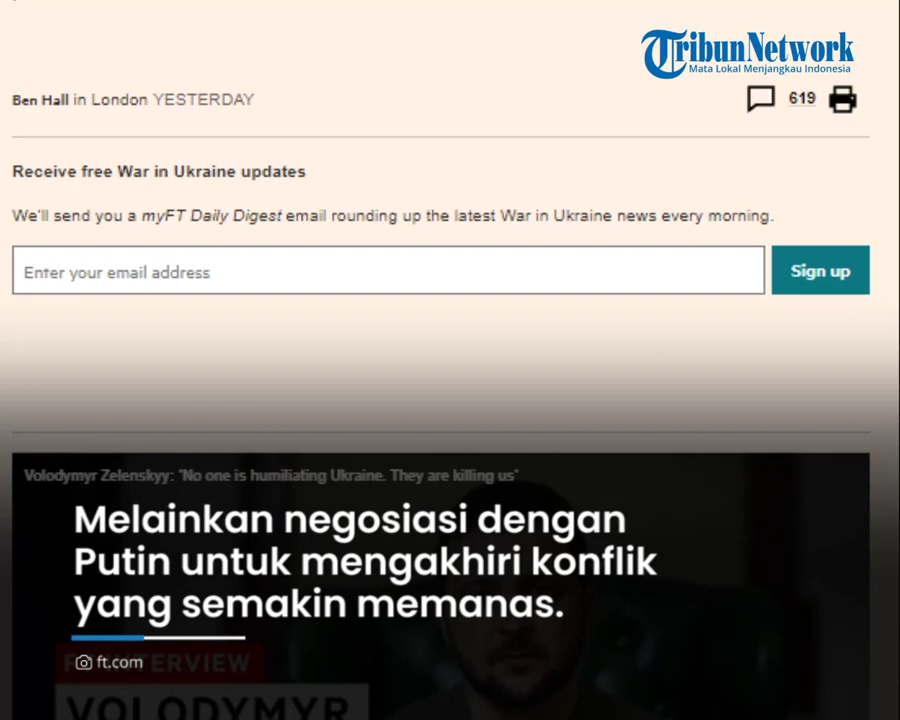 TribunNetwork
Mata Lokal Menjangkau Indonesia
Ben Hall in London YESTERDAY
619
Receive free War in Ukraine updates
We'll send you a myFT Daily Digest email rounding up the latest War in Ukraine news every morning.
Enter your email address
Sign up
Volodymyr Zelenskyy: 'No one is humiliating Ukraine. They are killing us'
Melainkan negosiasi dengan
Putin untuk mengakhiri konflik
yang semakin memanas.
INTERVIEW
ft.com
VOLODYMYR